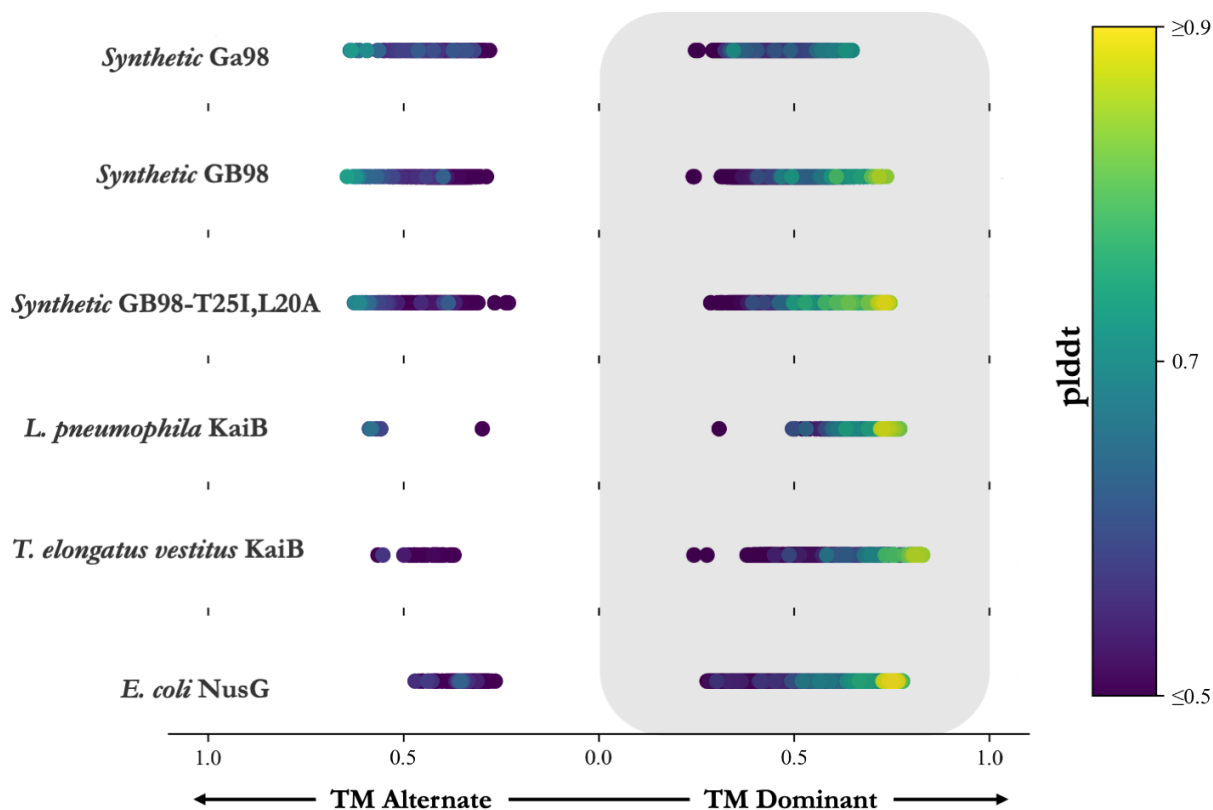 Synthetic Ga98
Synthetic GB98
Synthetic GB98-T25I,L20A
L. pneumophila KaiB
T. elongatus vestitus KaiB
E. coli NusG
1.0 0.5 0.0 0.5 1.0
TM Alternate TM Dominant
≥0.9
0.7
≤0.5
plddt